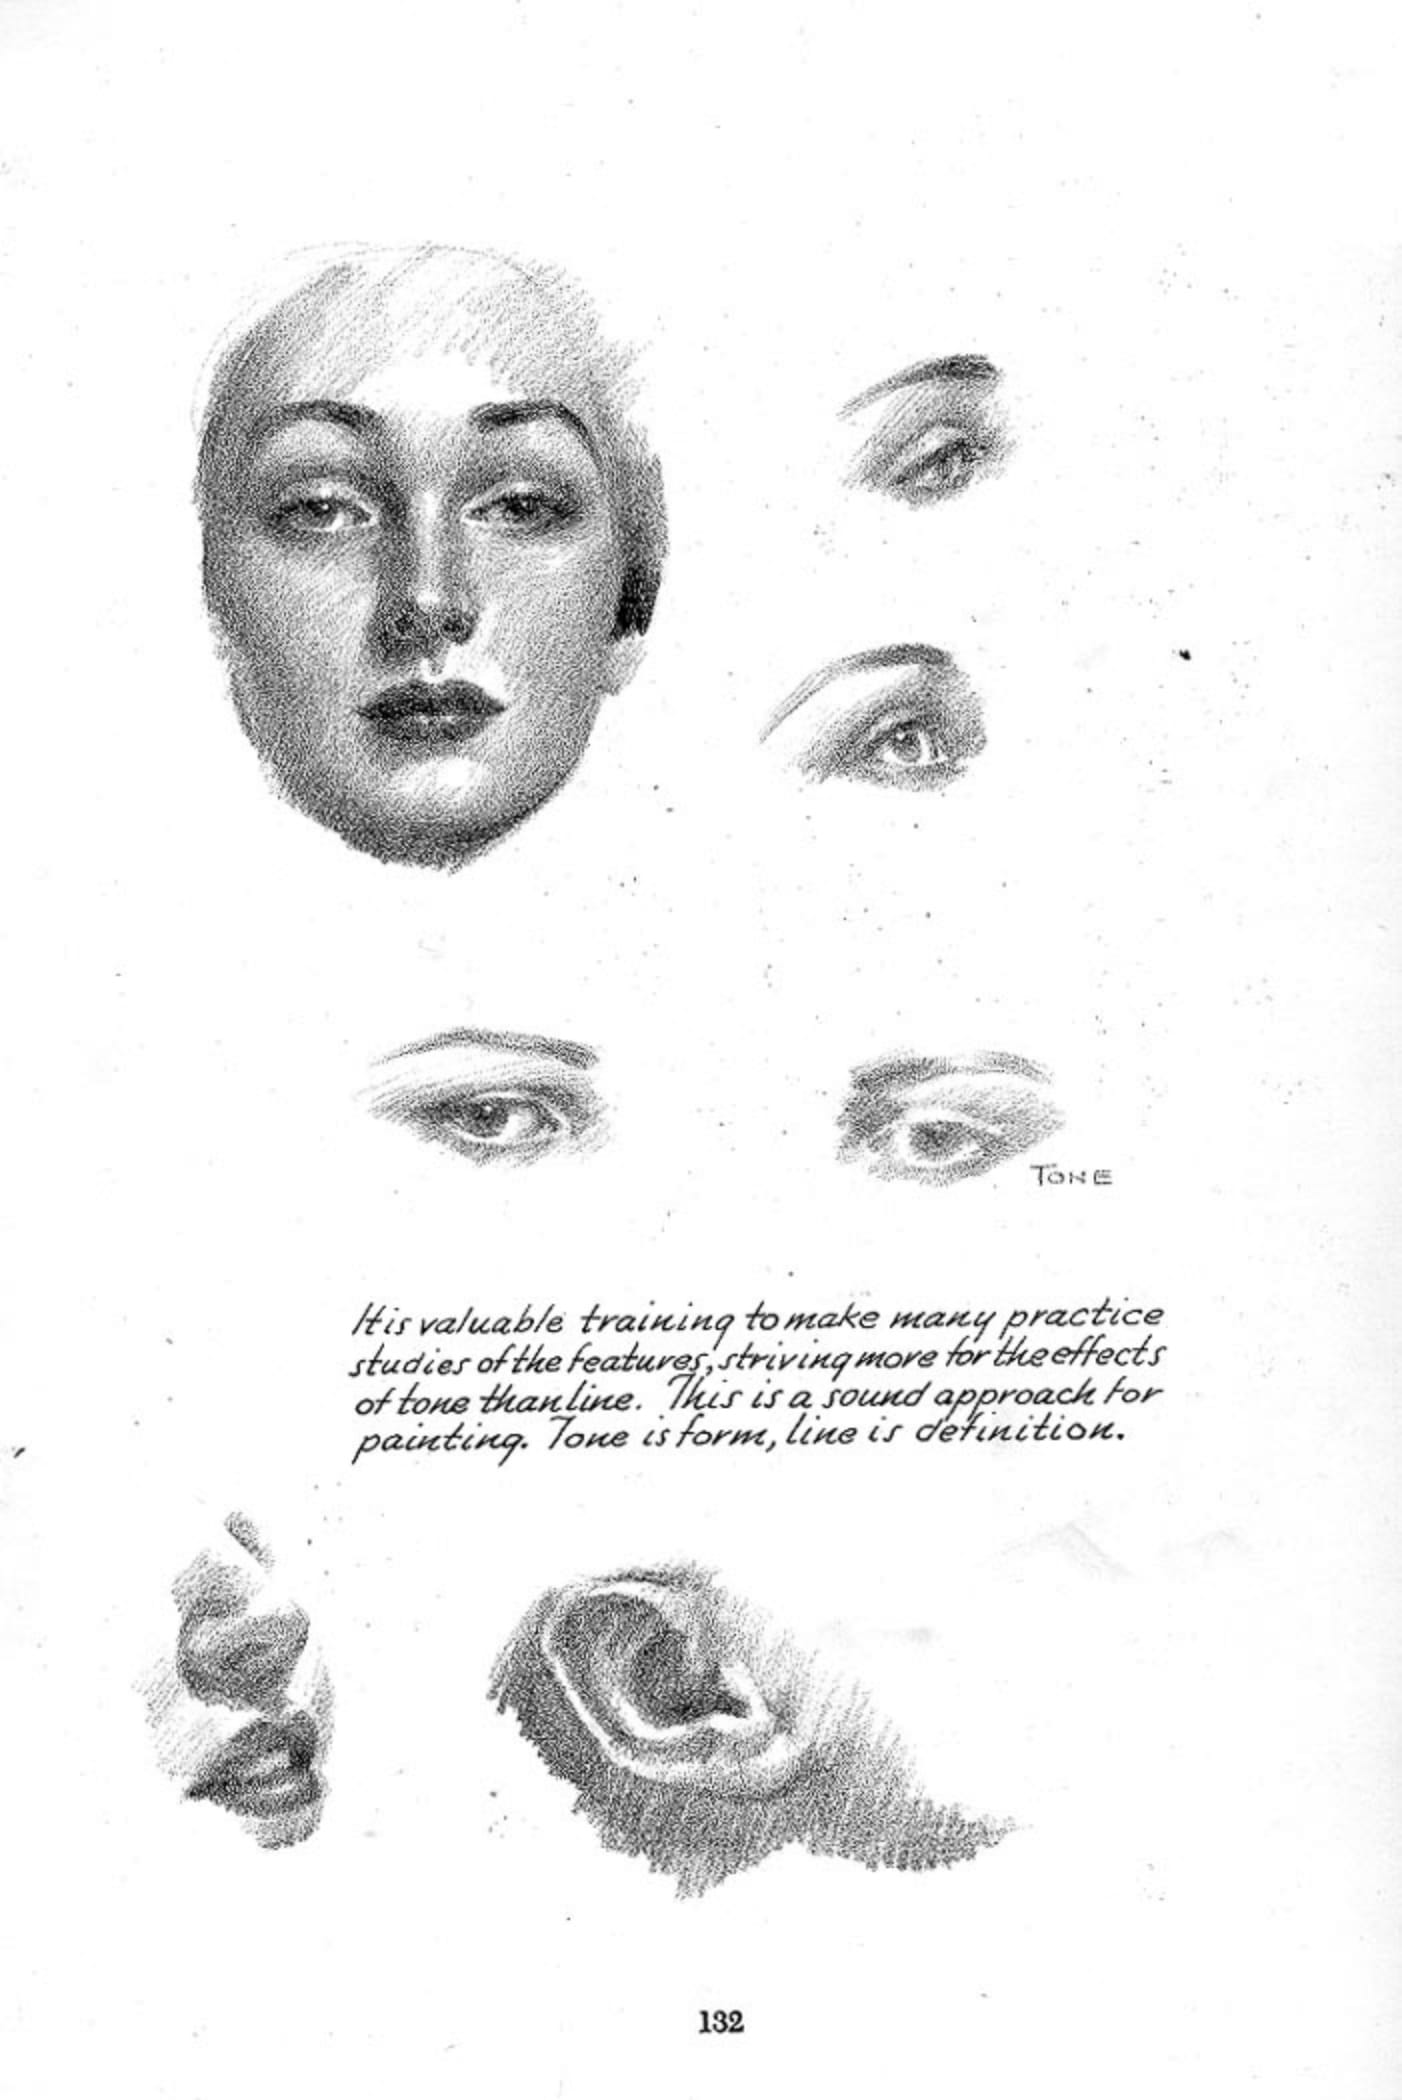 TONE
It is valuable training to make many practice
studies of the features, striving more for the effects
of tone than line. This is a sound approach for
painting. Tone is form, line is definition.
132